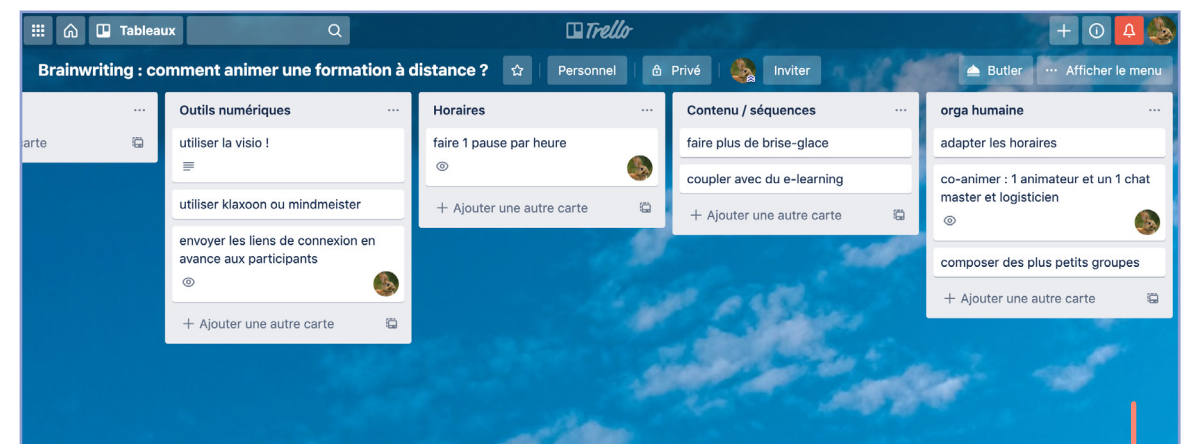 Tableaux
Trello
Brainwriting : comment animer une formation à distance ?
Personnel
Privé
Inviter
Butler
··· Afficher le menu
arte
Outils numériques
utiliser la visio !
utiliser klaxoon ou mindmeister
envoyer les liens de connexion en
avance aux participants
+ Ajouter une autre carte
Horaires
faire 1 pause par heure
+ Ajouter une autre carte
Contenu / séquences
faire plus de brise-glace
coupler avec du e-learning
+ Ajouter une autre carte
orga humaine
adapter les horaires
co-animer : 1 animateur et un 1 chat
master et logisticien
composer des plus petits groupes
+ Ajouter une autre carte